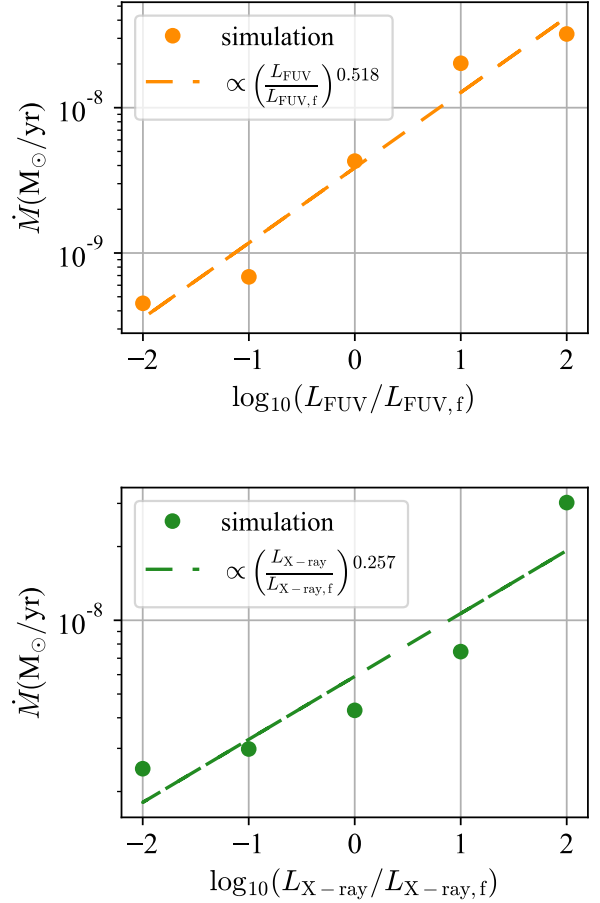 simulation
∝ (L_FUV / L_FUV, f)^0.518
10⁻⁸
10⁻⁹
Ṁ(M_⊙/yr)
−2 −1 0 1 2
log₁₀(L_FUV/L_FUV, f)
simulation
∝ (L_X−ray / L_X−ray, f)^0.257
10⁻⁸
Ṁ(M_⊙/yr)
−2 −1 0 1 2
log₁₀(L_X−ray/L_X−ray, f)